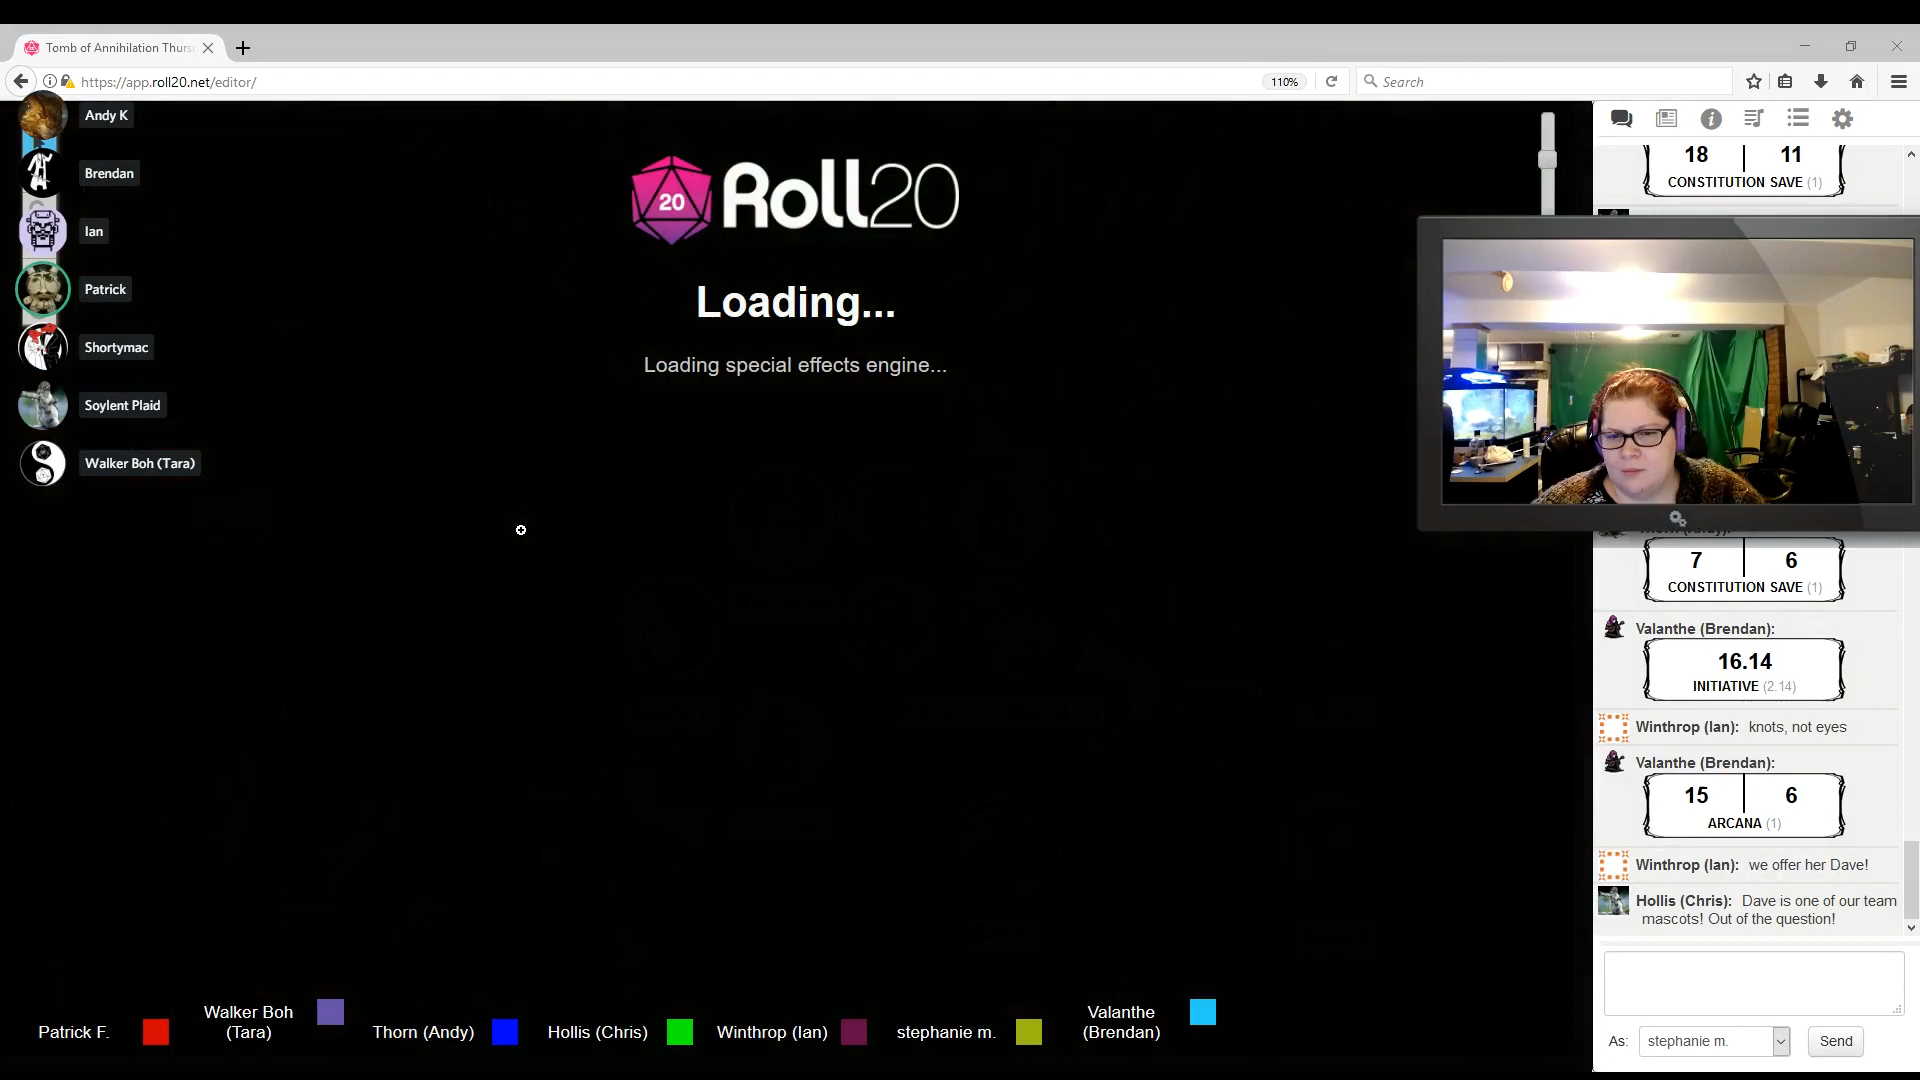 Tomb of Annihilation Thurs
https://app.roll20.net/editor/
110%
Search
Andy K
Brendan
Ian
Patrick
Shortymac
Soylent Plaid
Walker Boh (Tara)
20
Roll20
Loading...
Loading special effects engine...
18 11
CONSTITUTION SAVE (1)
7 6
CONSTITUTION SAVE (1)
Valanthe (Brendan):
16.14
INITIATIVE (2.14)
Winthrop (Ian): knots, not eyes
Valanthe (Brendan):
15 6
ARCANA (1)
Winthrop (Ian): we offer her Dave!
Hollis (Chris): Dave is one of our team
mascots! Out of the question!
As: stephanie m. Send
Patrick F.
Walker Boh
(Tara)
Thorn (Andy)
Hollis (Chris)
Winthrop (Ian)
stephanie m.
Valanthe
(Brendan)